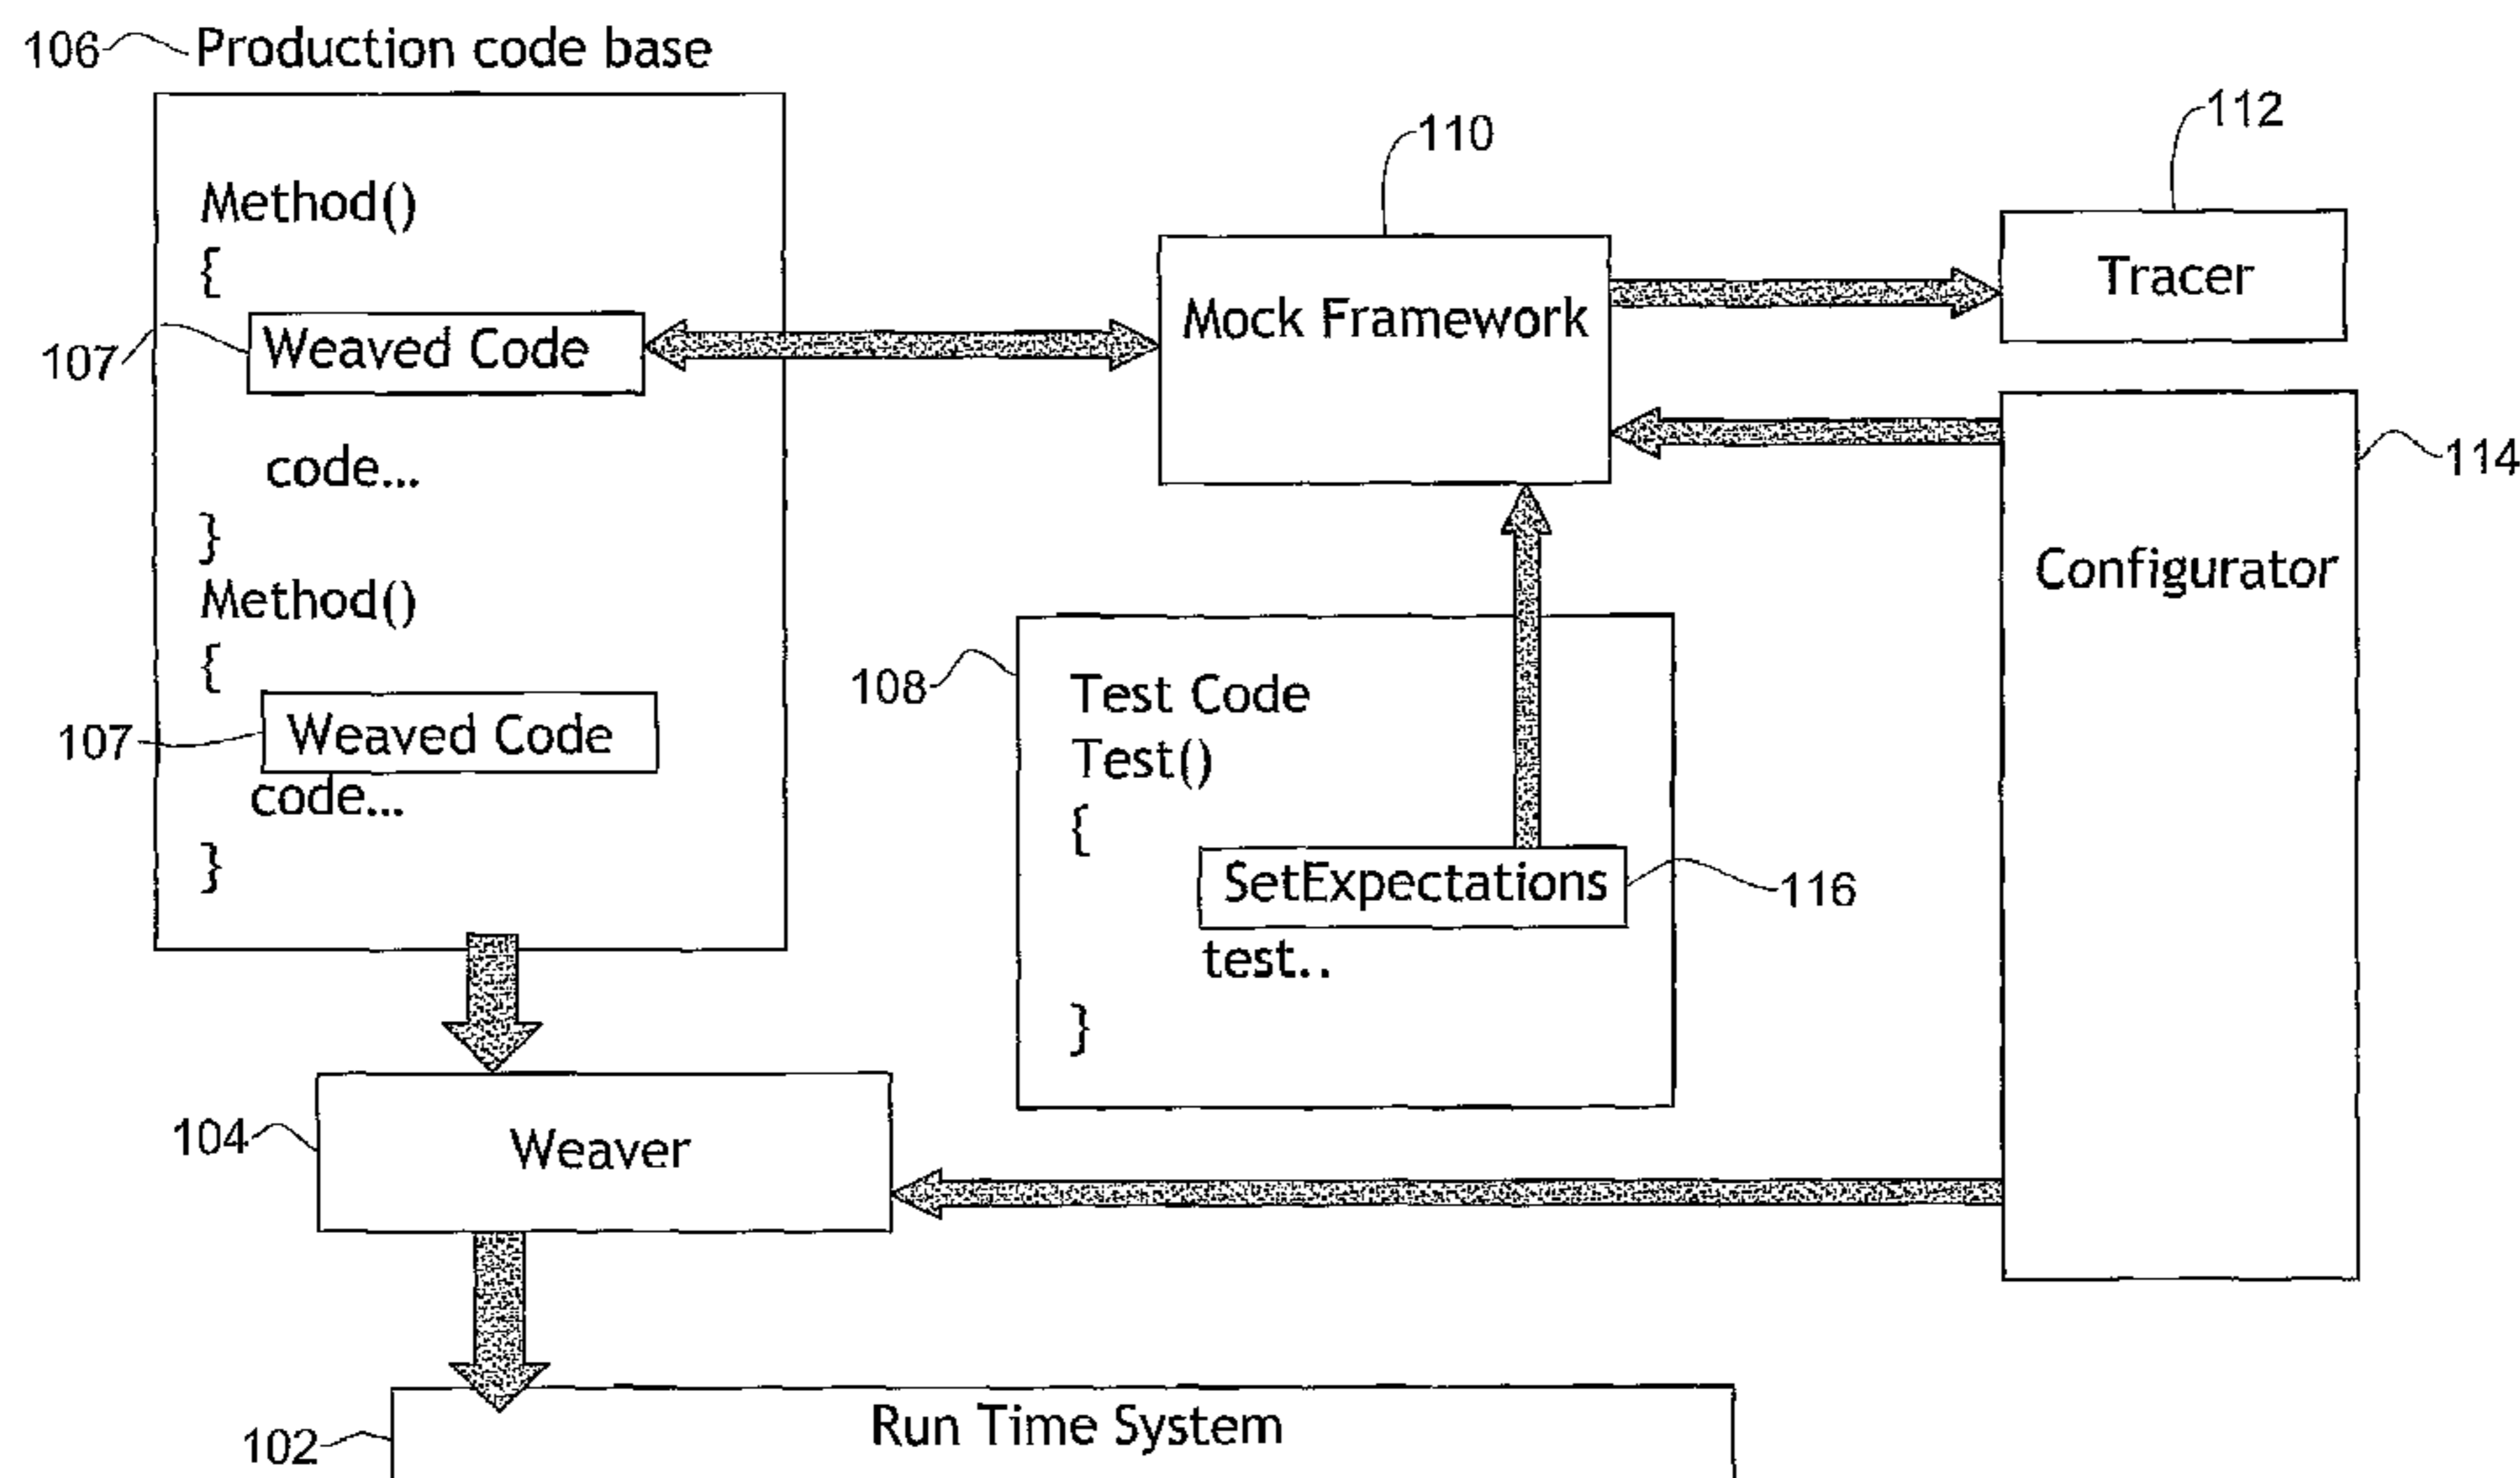 106 Production code base
Method()
{
107 Weaved Code
code...
}
Method()
{
107 Weaved Code
code...
}
110
Mock Framework
112
Tracer
114
Configurator
108
Test Code
Test()
{
SetExpectations 116
test..
}
104 Weaver
102 Run Time System